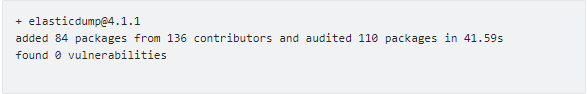 + elasticdump@4.1.1
added 84 packages from 136 contributors and audited 110 packages in 41.59s
found 0 vulnerabilities